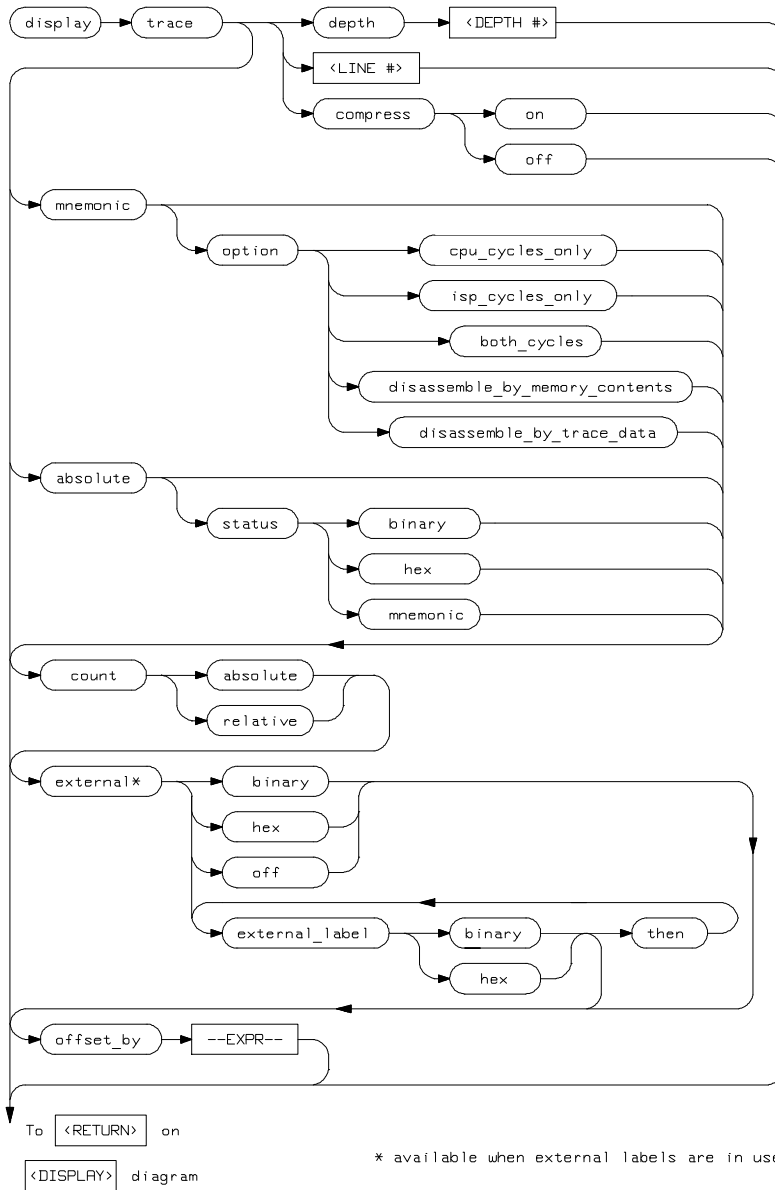 display trace depth <DEPTH #>
<LINE #>
compress on
off
mnemonic
option cpu_cycles_only
isp_cycles_only
both_cycles
disassemble_by_memory_contents
disassemble_by_trace_data
absolute
status binary
hex
mnemonic
count absolute
relative
external* binary
hex
off
external_label binary then
hex
offset_by --EXPR--
To <RETURN> on
* available when external labels are in use
<DISPLAY> diagram